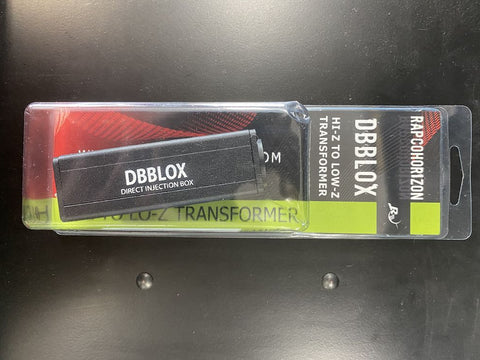 RAPCOHORIZON
DBBLOX
HI-Z TO LOW-Z
TRANSFORMER
DBBLOX
DIRECT INJECTION BOX
OM
TO LO-Z TRANSFORMER